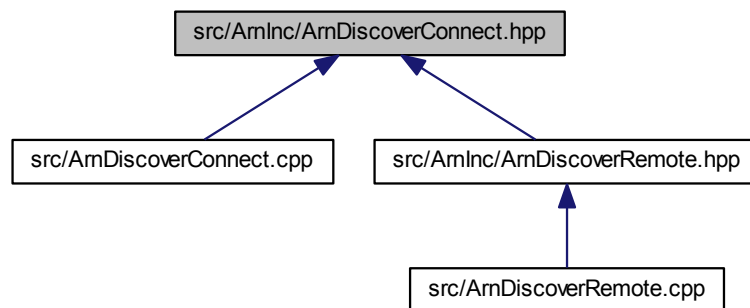 src/ArnInc/ArnDiscoverConnect.hpp
src/ArnDiscoverConnect.cpp
src/ArnInc/ArnDiscoverRemote.hpp
src/ArnDiscoverRemote.cpp